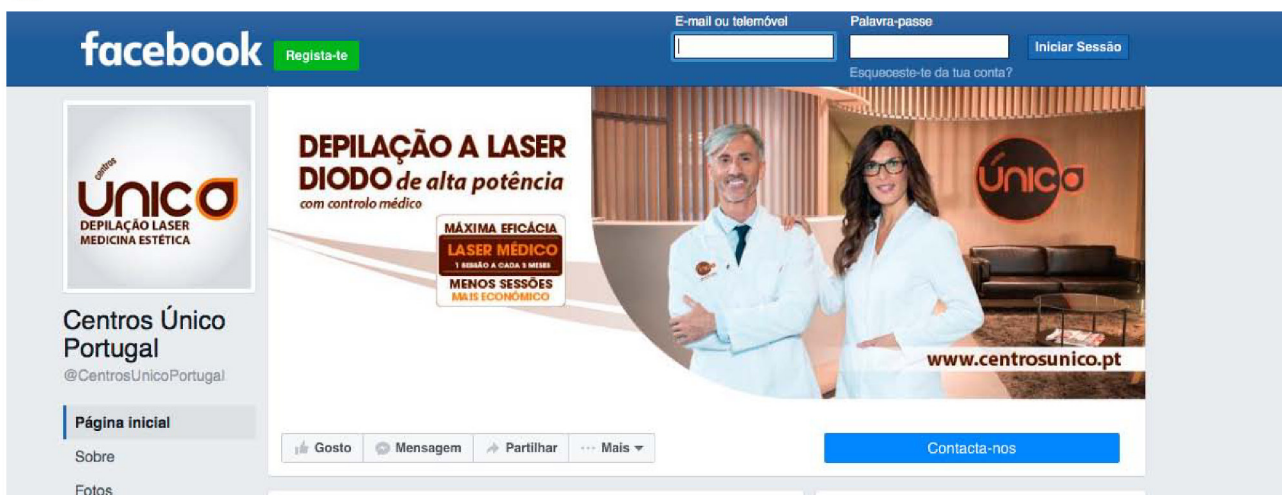 facebook
Regista-te
E-mail ou telemóvel
Palavra-passe
Iniciar Sessão
Esqueceste-te da tua conta?
centros
único
DEPILAÇÃO LASER
MEDICINA ESTÉTICA
Centros Único
Portugal
@CentrosUnicoPortugal
Página inicial
Sobre
Fotos
DEPILAÇÃO A LASER
DIODO de alta potência
com controlo médico
MÁXIMA EFICÁCIA
LASER MÉDICO
1 SESSÃO A CADA 3 MESES
MENOS SESSÕES
MAIS ECONÓMICO
único
www.centrosunico.pt
Gosto
Mensagem
Partilhar
Mais
Contacta-nos